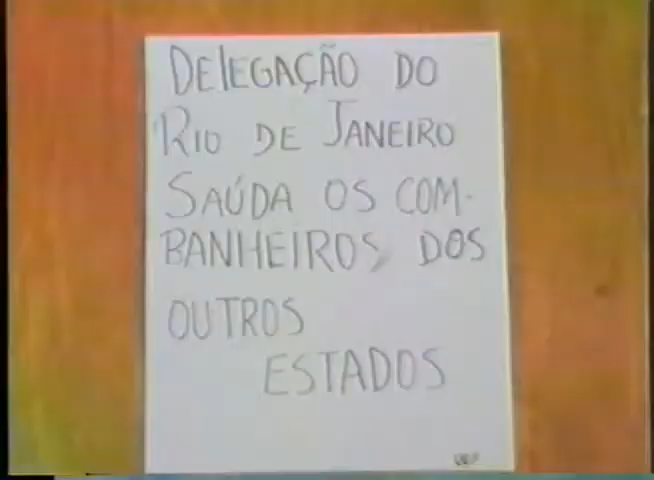 DELEGAÇÃO DO
RIO DE JANEIRO
SAÚDA OS COM-
BANHEIROS DOS
OUTROS
ESTADOS